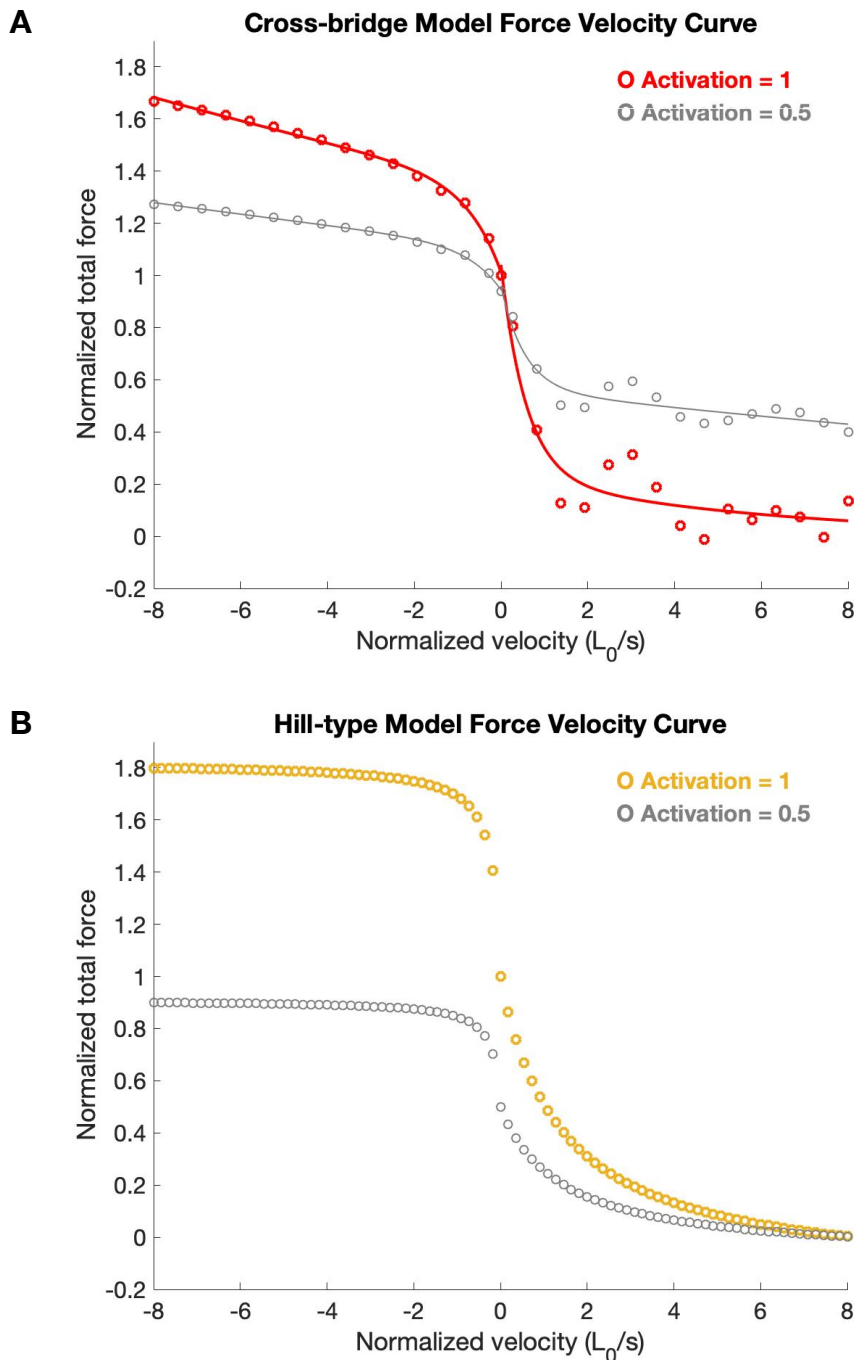 A
Cross-bridge Model Force Velocity Curve
O Activation = 1
O Activation = 0.5
Normalized total force
1.8
1.6
1.4
1.2
1
0.8
0.6
0.4
0.2
0
-0.2
-8 -6 -4 -2 0 2 4 6 8
Normalized velocity (L₀/s)
B
Hill-type Model Force Velocity Curve
O Activation = 1
O Activation = 0.5
Normalized total force
1.8
1.6
1.4
1.2
1
0.8
0.6
0.4
0.2
0
-0.2
-8 -6 -4 -2 0 2 4 6 8
Normalized velocity (L₀/s)